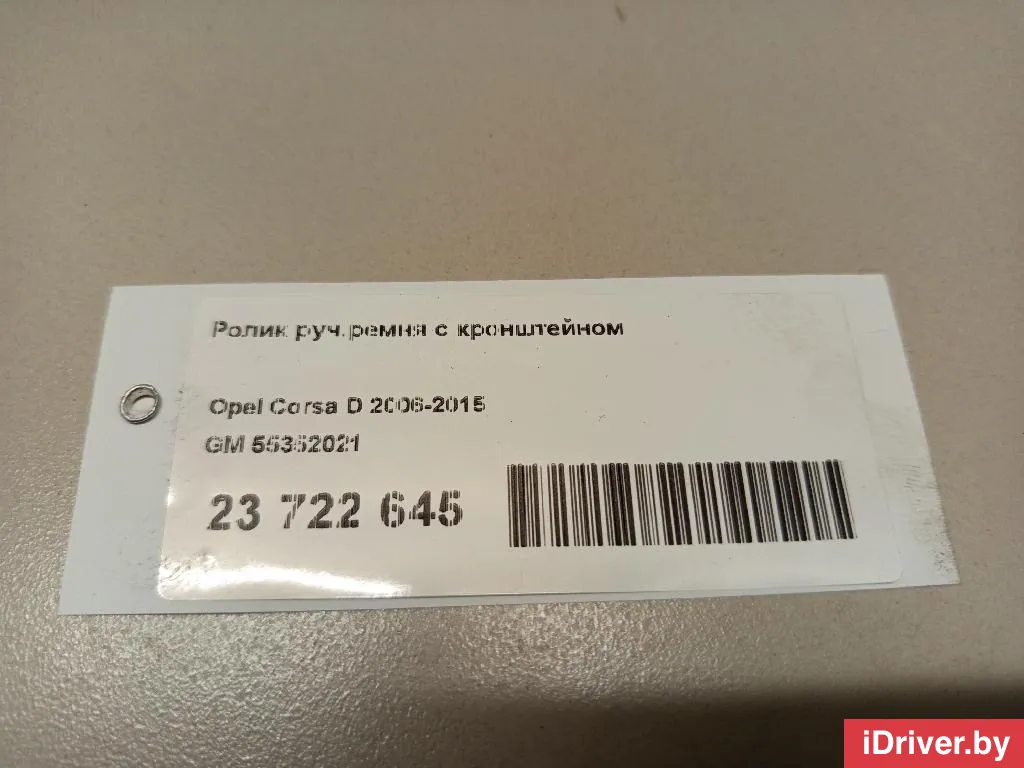 Ролик руч.ремня с кронштейном
Opel Corsa D 2006-2015
GM 55352021
23 722 645
iDriver.by